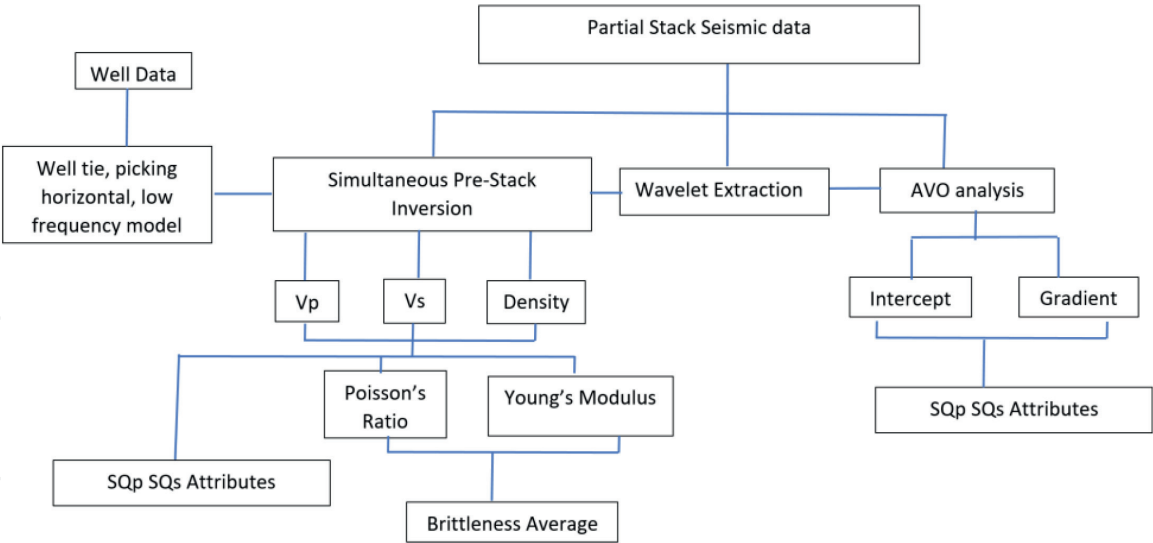 Partial Stack Seismic data
Well Data
Well tie, picking
horizontal, low
frequency model
Simultaneous Pre-Stack
Inversion
Wavelet Extraction
AVO analysis
Vp
Vs
Density
Intercept
Gradient
Poisson’s
Ratio
Young’s Modulus
SQp SQs Attributes
SQp SQs Attributes
Brittleness Average